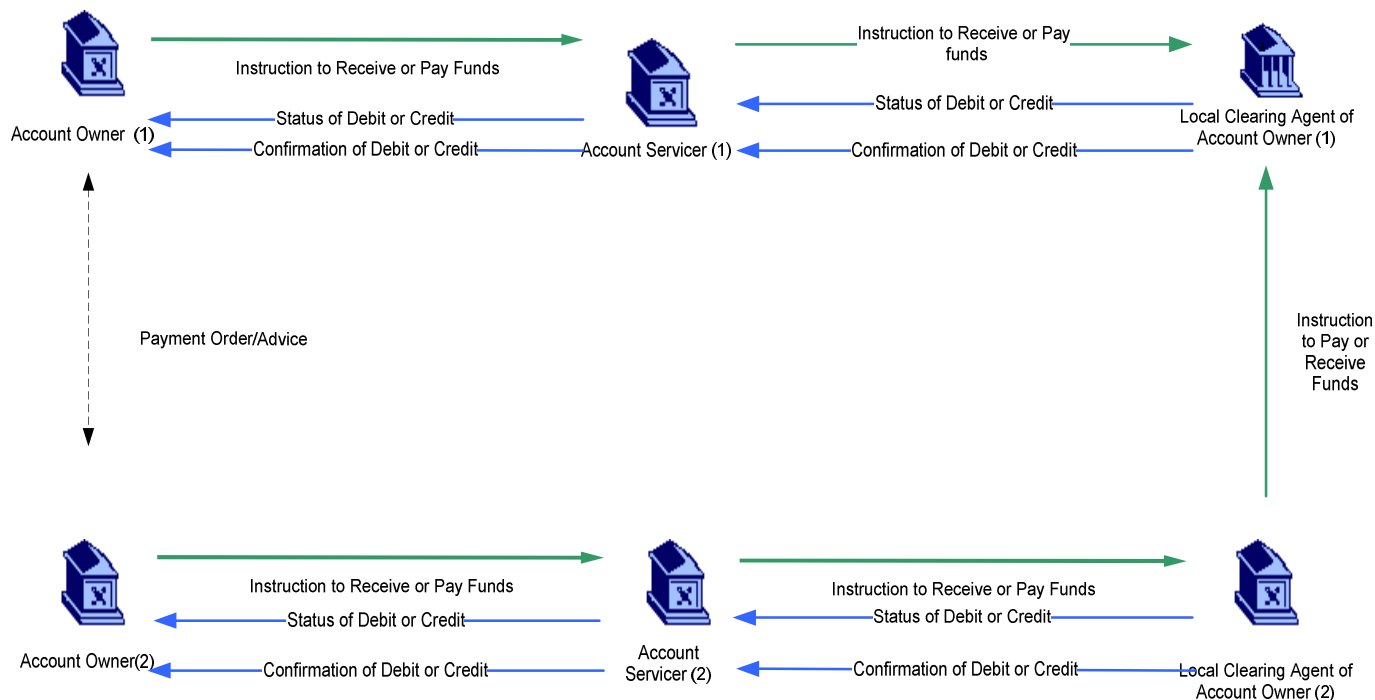 Instruction to Receive or Pay Funds
Instruction to Receive or Pay
funds
Status of Debit or Credit
Status of Debit or Credit
Account Owner (1)
Confirmation of Debit or Credit
Account Servicer (1)
Confirmation of Debit or Credit
Local Clearing Agent of
Account Owner (1)
Payment Order/Advice
Instruction
to Pay or
Receive
Funds
Instruction to Receive or Pay Funds
Instruction to Receive or Pay Funds
Status of Debit or Credit
Status of Debit or Credit
Account Owner(2)
Confirmation of Debit or Credit
Account
Servicer (2)
Confirmation of Debit or Credit
Local Clearing Agent of
Account Owner (2)